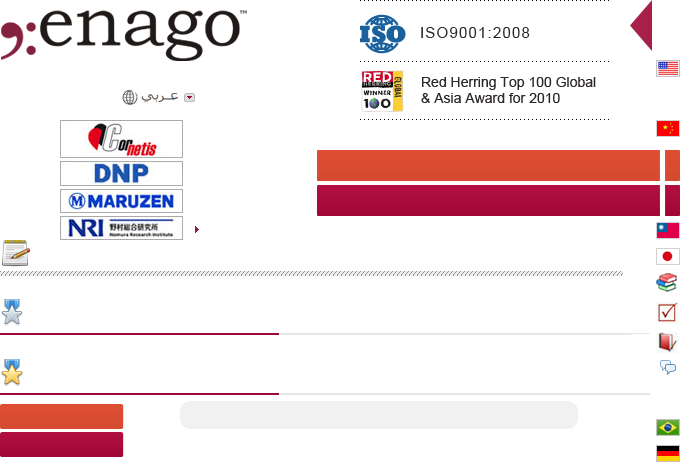 enago™
ISO ISO9001:2008
RED HERRING WINNER 100 GLOBAL
Red Herring Top 100 Global
& Asia Award for 2010
عـربي
Cornetis
DNP
MARUZEN
NRI 野村総合研究所
Nomura Research Institute